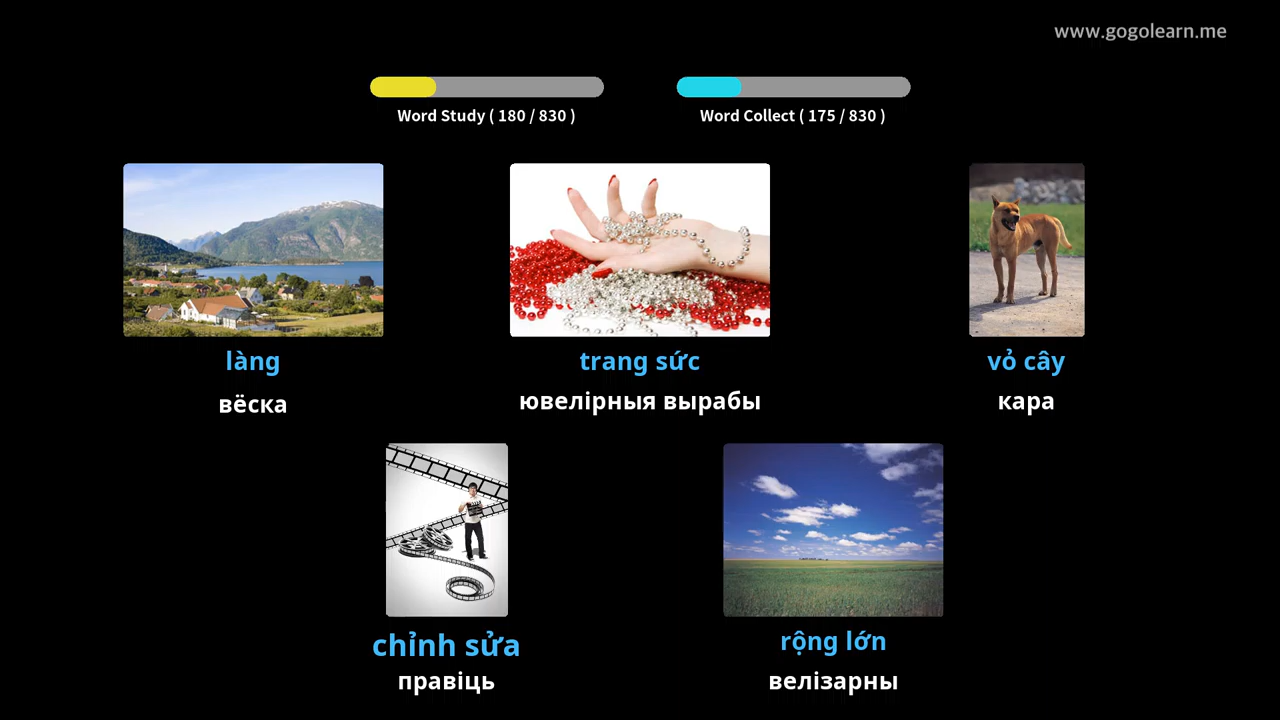 www.gogolearn.me
Word Study ( 180 / 830 )
Word Collect ( 175 / 830 )
làng
вёска
trang sức
ювелірныя вырабы
vỏ cây
кара
chỉnh sửa
правіць
rộng lớn
велізарны